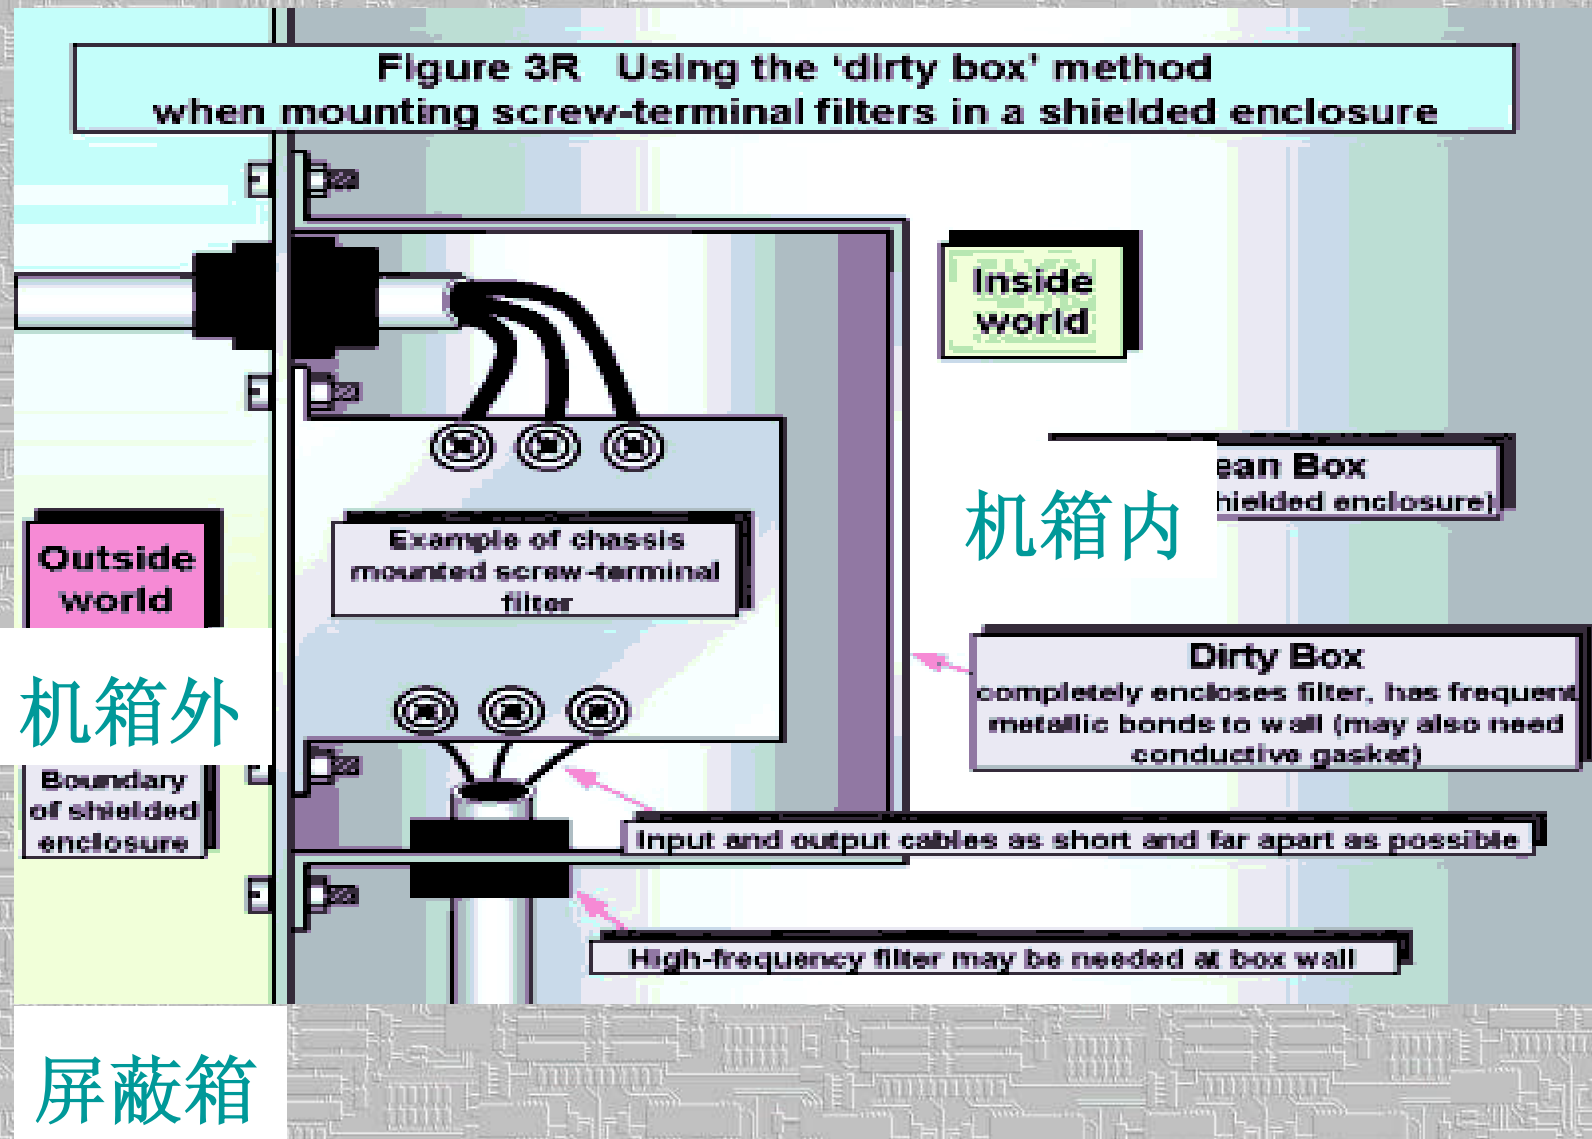 Figure 3R Using the ‘dirty box’ method
when mounting screw-terminal filters in a shielded enclosure
Inside
world
Box
enclosure)
机箱内
Example of chassis
mounted screw-terminal
filter
Outside
world
机箱外
Boundary
of shielded
enclosure
Dirty Box
completely encloses filter, has frequent
metallic bonds to wall (may also need
conductive gasket)
Input and output cables as short and far apart as possible
High-frequency filter may be needed at box wall
屏蔽箱